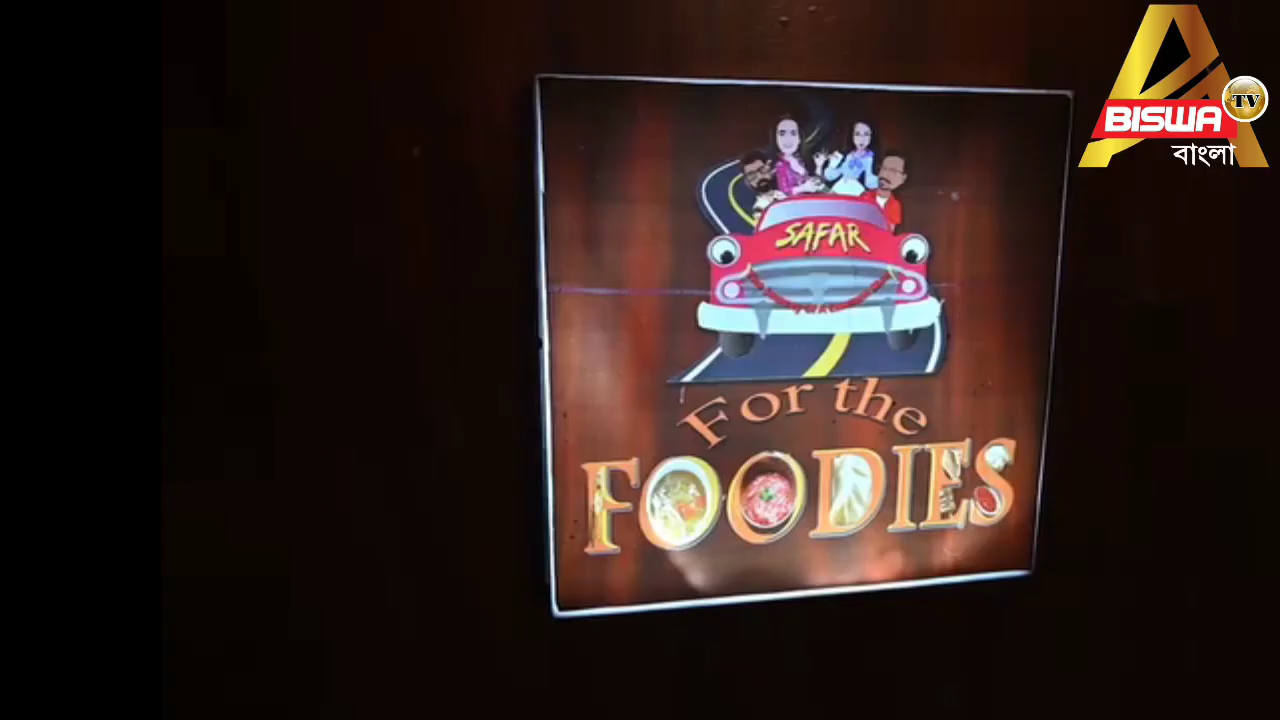 SAFAR
For the
FOODIES
A
BISWA
TV
বাংলা